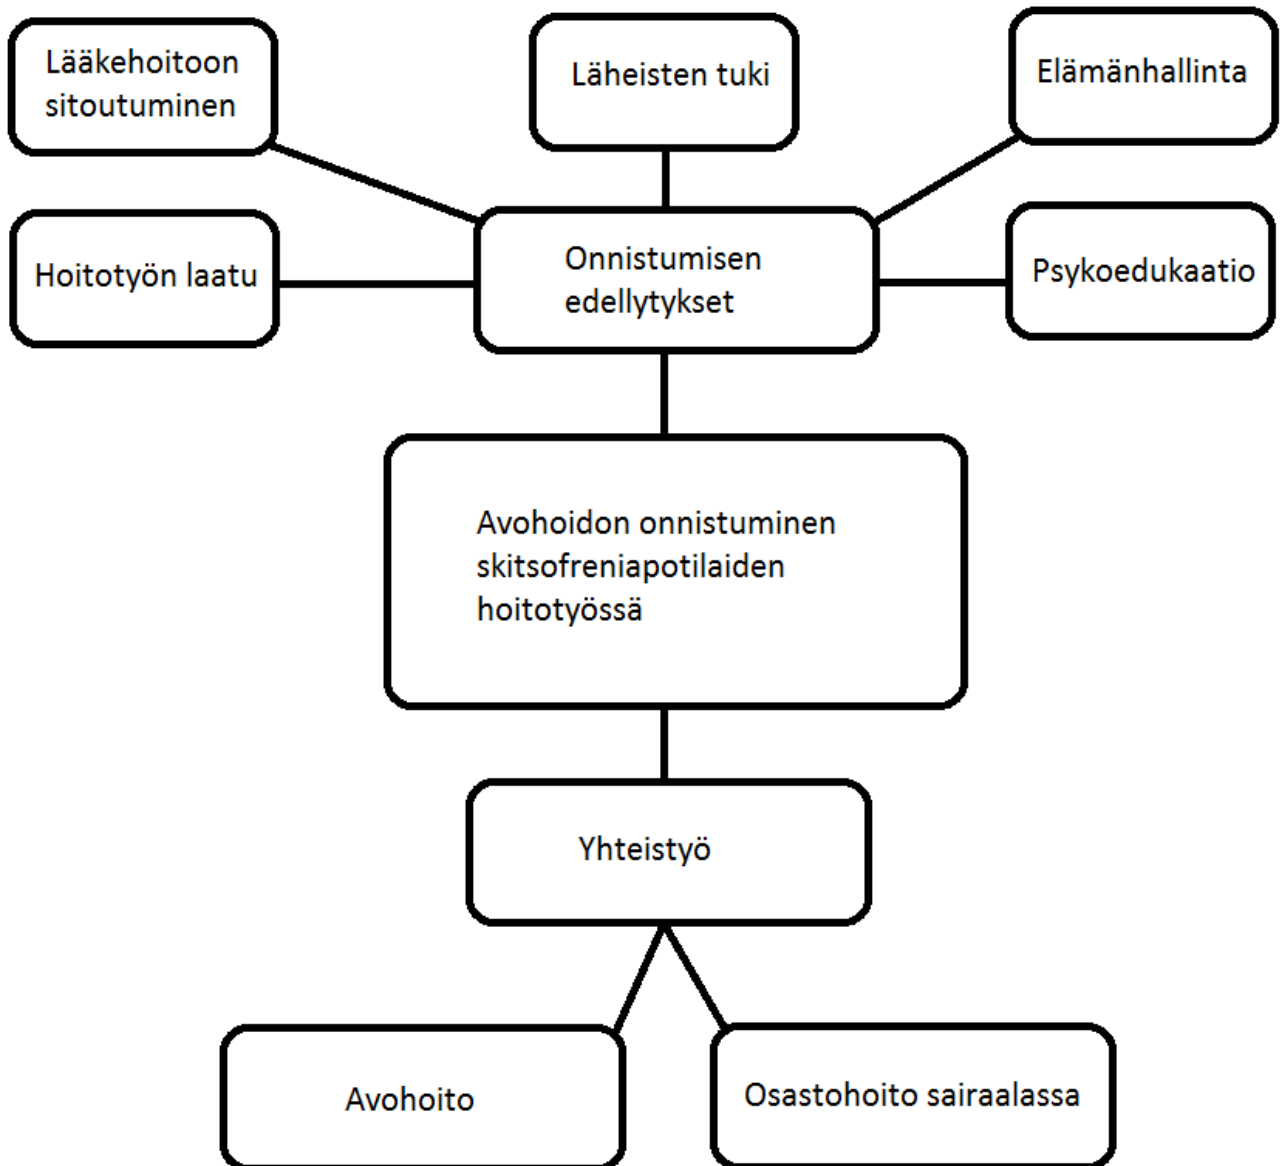 Lääkehoitoon
sitoutuminen
Läheisten tuki
Elämänhallinta
Hoitotyön laatu
Onnistumisen
edellytykset
Psykoedukaatio
Avohoidon onnistuminen
skitsofreniapotilaiden
hoitotyössä
Yhteistyö
Avohoito
Osastohoito sairaalassa